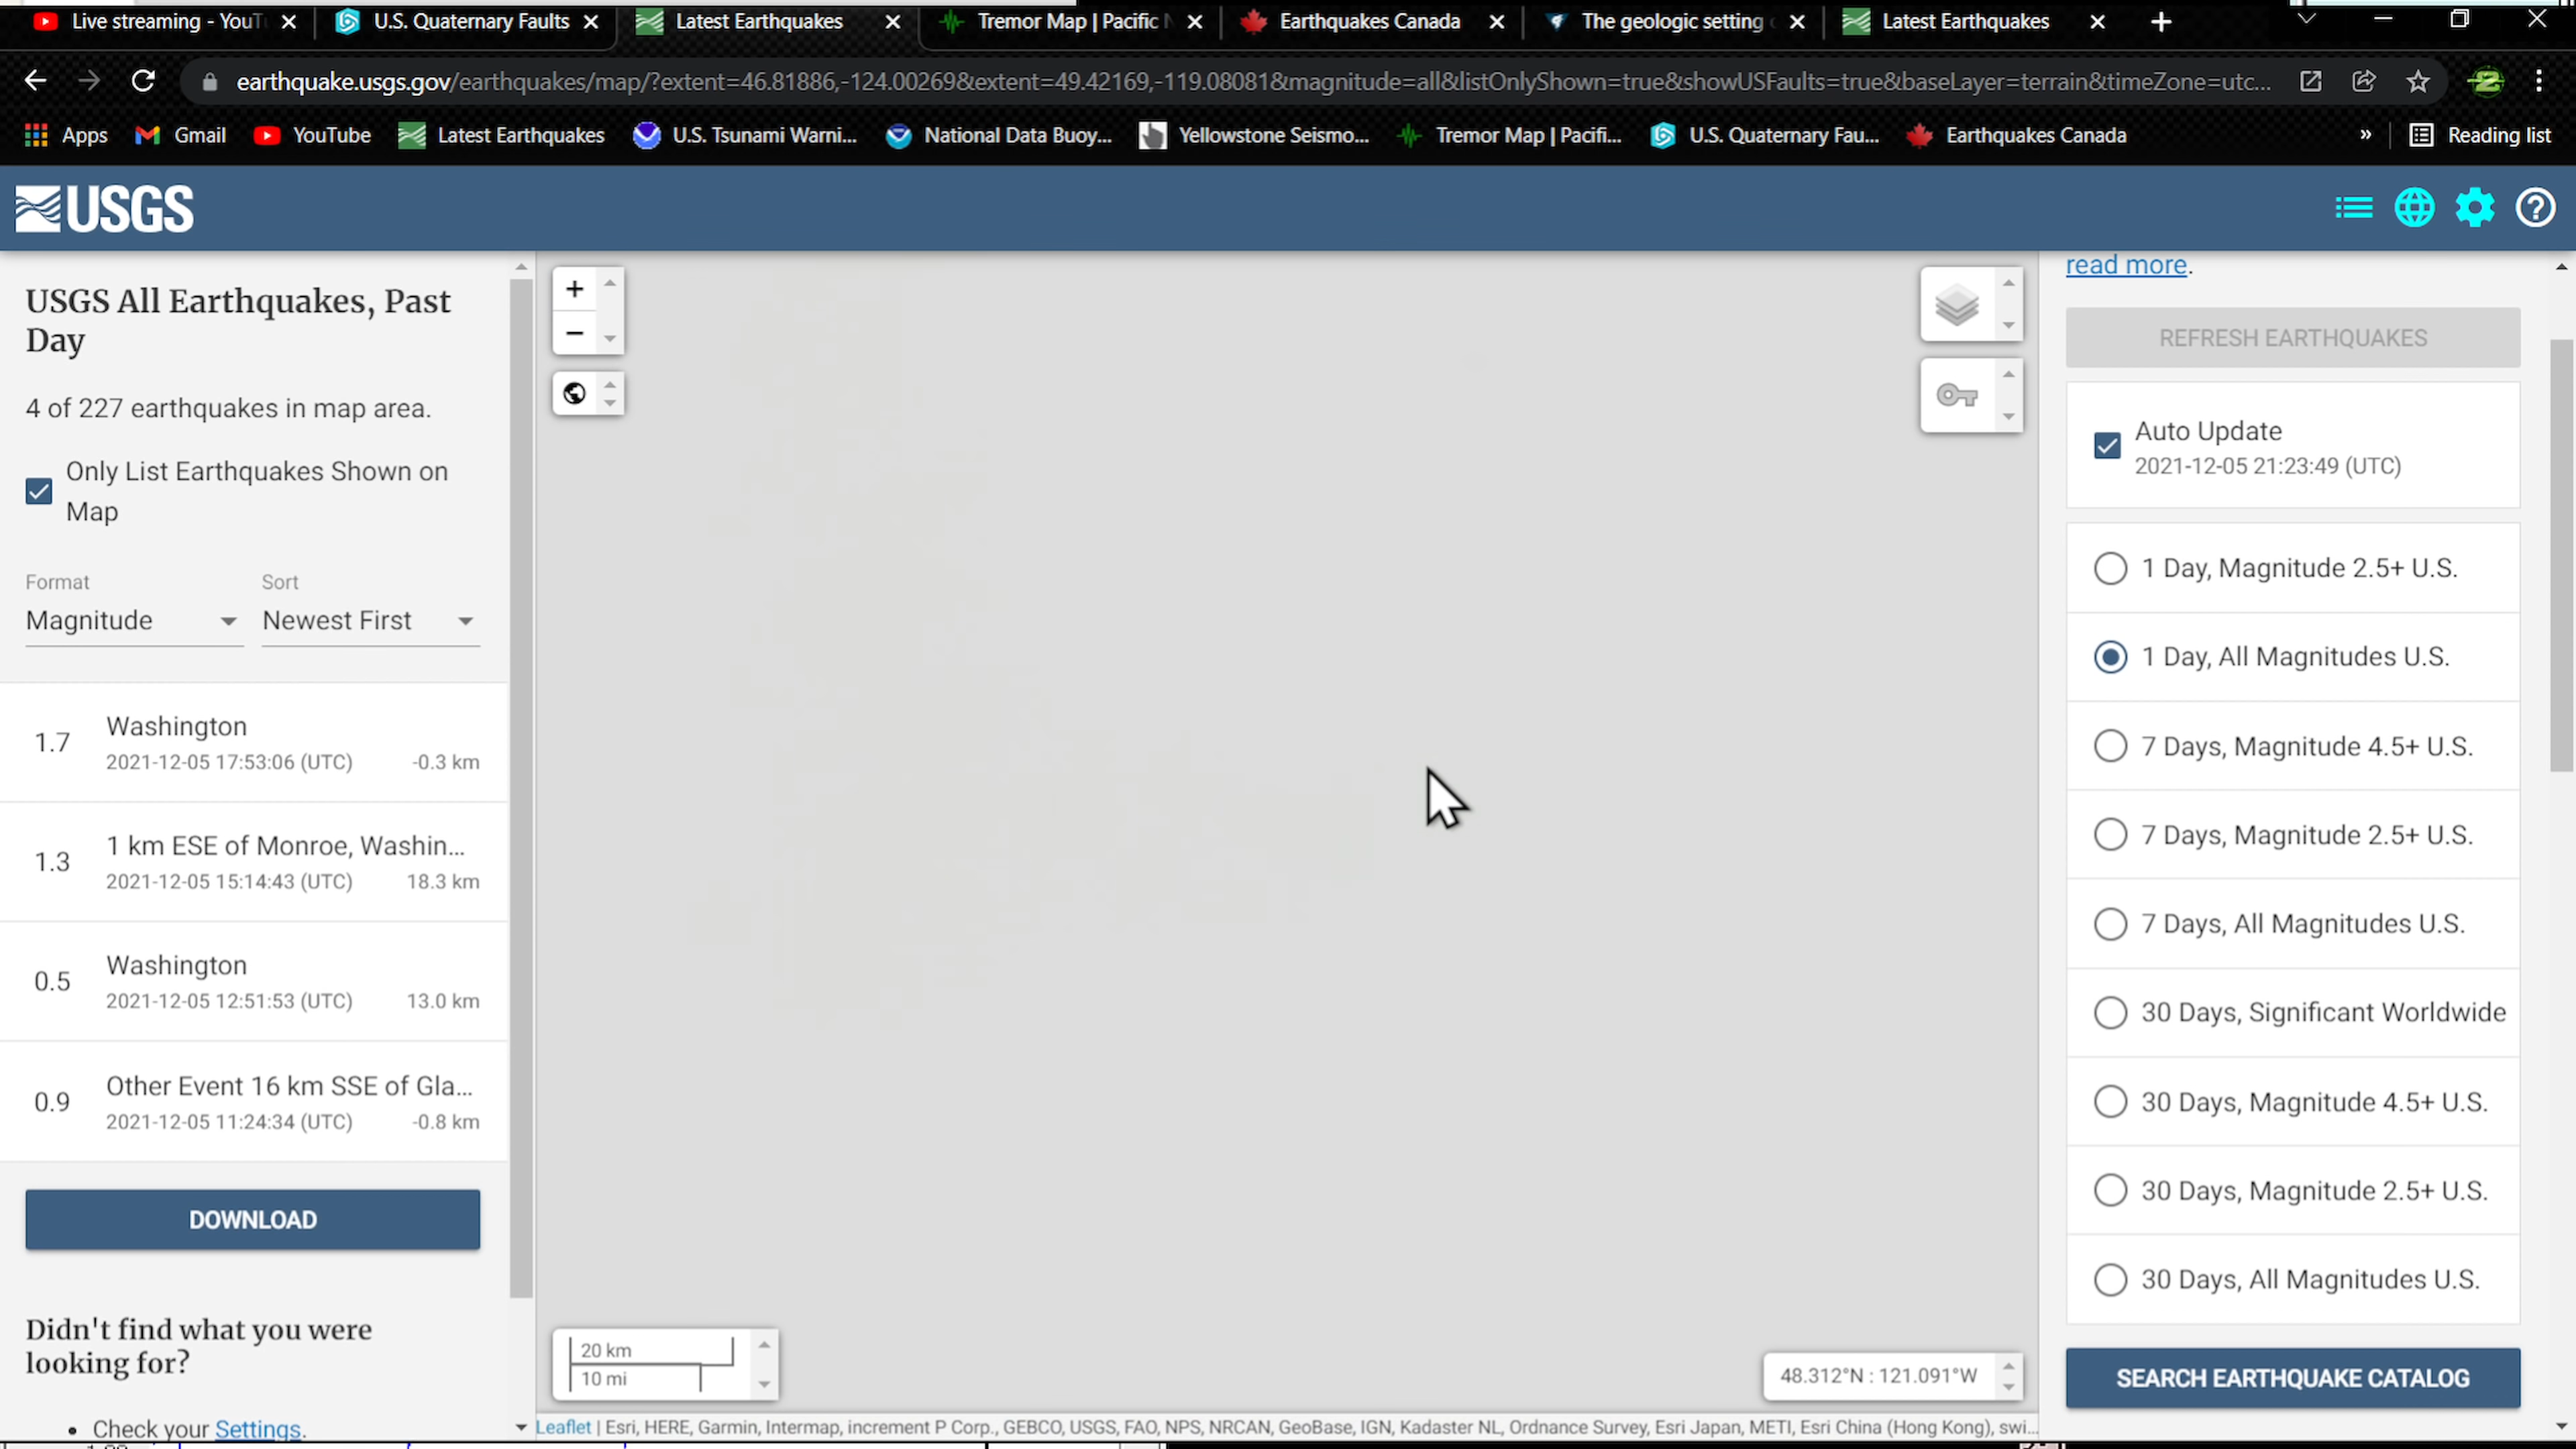 Live streaming - YouT
U.S. Quaternary Faults
Latest Earthquakes
Tremor Map | Pacific
Earthquakes Canada
The geologic setting
Latest Earthquakes
earthquake.usgs.gov/earthquakes/map/?extent=46.81886,-124.00269&extent=49.42169,-119.08081&magnitude=all&listOnlyShown=true&showUSFaults=true&baseLayer=terrain&timeZone=utc...
Apps
Gmail
YouTube
Latest Earthquakes
U.S. Tsunami Warni...
National Data Buoy...
Yellowstone Seismo...
Tremor Map | Pacifi...
U.S. Quaternary Fau...
Earthquakes Canada
»
Reading list
USGS
USGS All Earthquakes, Past
Day
4 of 227 earthquakes in map area.
Only List Earthquakes Shown on
Map
Format
Sort
Magnitude
Newest First
1.7
Washington
2021-12-05 17:53:06 (UTC)
-0.3 km
1.3
1 km ESE of Monroe, Washin...
2021-12-05 15:14:43 (UTC)
18.3 km
0.5
Washington
2021-12-05 12:51:53 (UTC)
13.0 km
0.9
Other Event 16 km SSE of Gla...
2021-12-05 11:24:34 (UTC)
-0.8 km
DOWNLOAD
Didn't find what you were
looking for?
• Check your Settings.
+
−
20 km
10 mi
48.312°N : 121.091°W
Leaflet | Esri, HERE, Garmin, Intermap, increment P Corp., GEBCO, USGS, FAO, NPS, NRCAN, GeoBase, IGN, Kadaster NL, Ordnance Survey, Esri Japan, METI, Esri China (Hong Kong), swi...
read more.
REFRESH EARTHQUAKES
Auto Update
2021-12-05 21:23:49 (UTC)
1 Day, Magnitude 2.5+ U.S.
1 Day, All Magnitudes U.S.
7 Days, Magnitude 4.5+ U.S.
7 Days, Magnitude 2.5+ U.S.
7 Days, All Magnitudes U.S.
30 Days, Significant Worldwide
30 Days, Magnitude 4.5+ U.S.
30 Days, Magnitude 2.5+ U.S.
30 Days, All Magnitudes U.S.
SEARCH EARTHQUAKE CATALOG